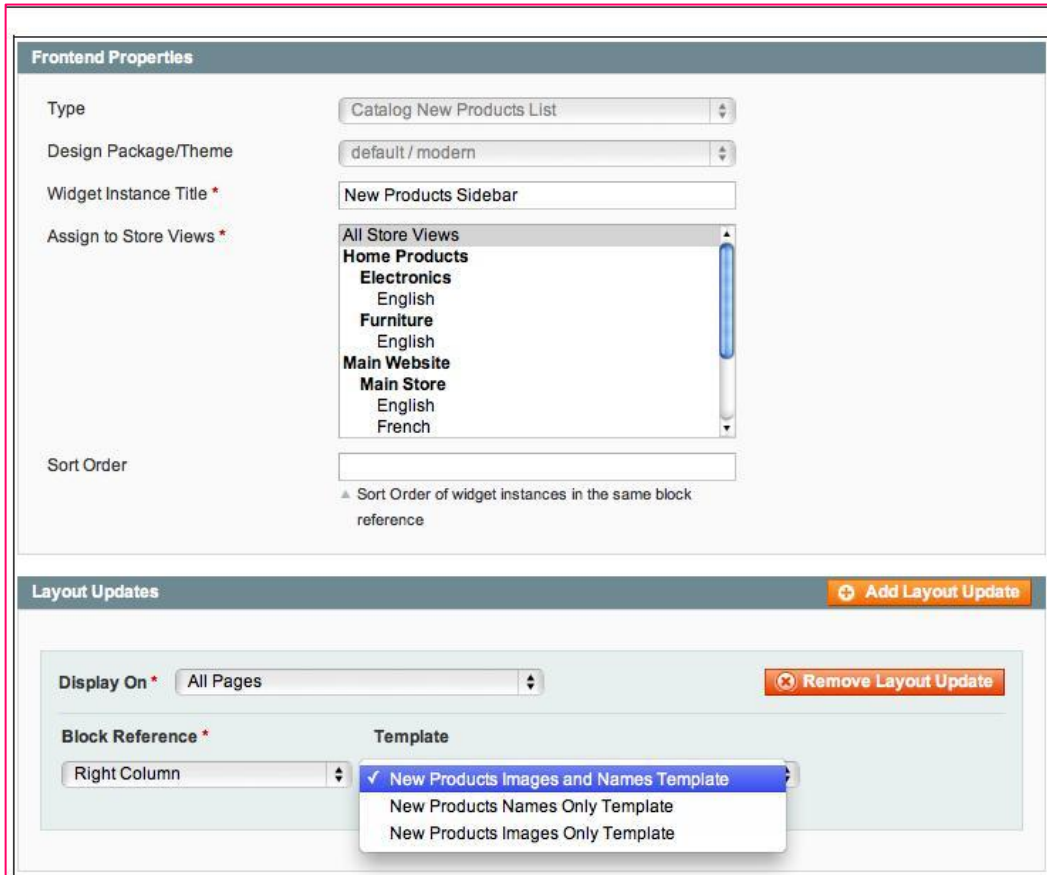 Frontend Properties
Type
Catalog New Products List
Design Package/Theme
default / modern
Widget Instance Title *
New Products Sidebar
Assign to Store Views *
All Store Views
Home Products
Electronics
English
Furniture
English
Main Website
Main Store
English
French
Sort Order
Sort Order of widget instances in the same block
reference
Layout Updates
Add Layout Update
Display On * All Pages
Remove Layout Update
Block Reference * Template
Right Column
✓ New Products Images and Names Template
New Products Names Only Template
New Products Images Only Template